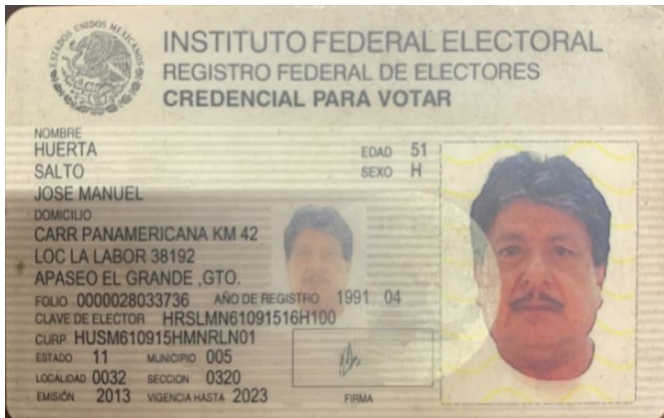 ESTADOS UNIDOS MEXICANOS
INSTITUTO FEDERAL ELECTORAL
REGISTRO FEDERAL DE ELECTORES
CREDENCIAL PARA VOTAR
NOMBRE
HUERTA
SALTO
JOSE MANUEL
EDAD 51
SEXO H
DOMICILIO
CARR PANAMERICANA KM 42
LOC LA LABOR 38192
APASEO EL GRANDE ,GTO.
FOLIO 0000028033736 AÑO DE REGISTRO 1991 04
CLAVE DE ELECTOR HRSLMN61091516H100
CURP HUSM610915HMNRLN01
ESTADO 11 MUNICIPIO 005
LOCALIDAD 0032 SECCION 0320
EMISIÓN 2013 VIGENCIA HASTA 2023
FIRMA